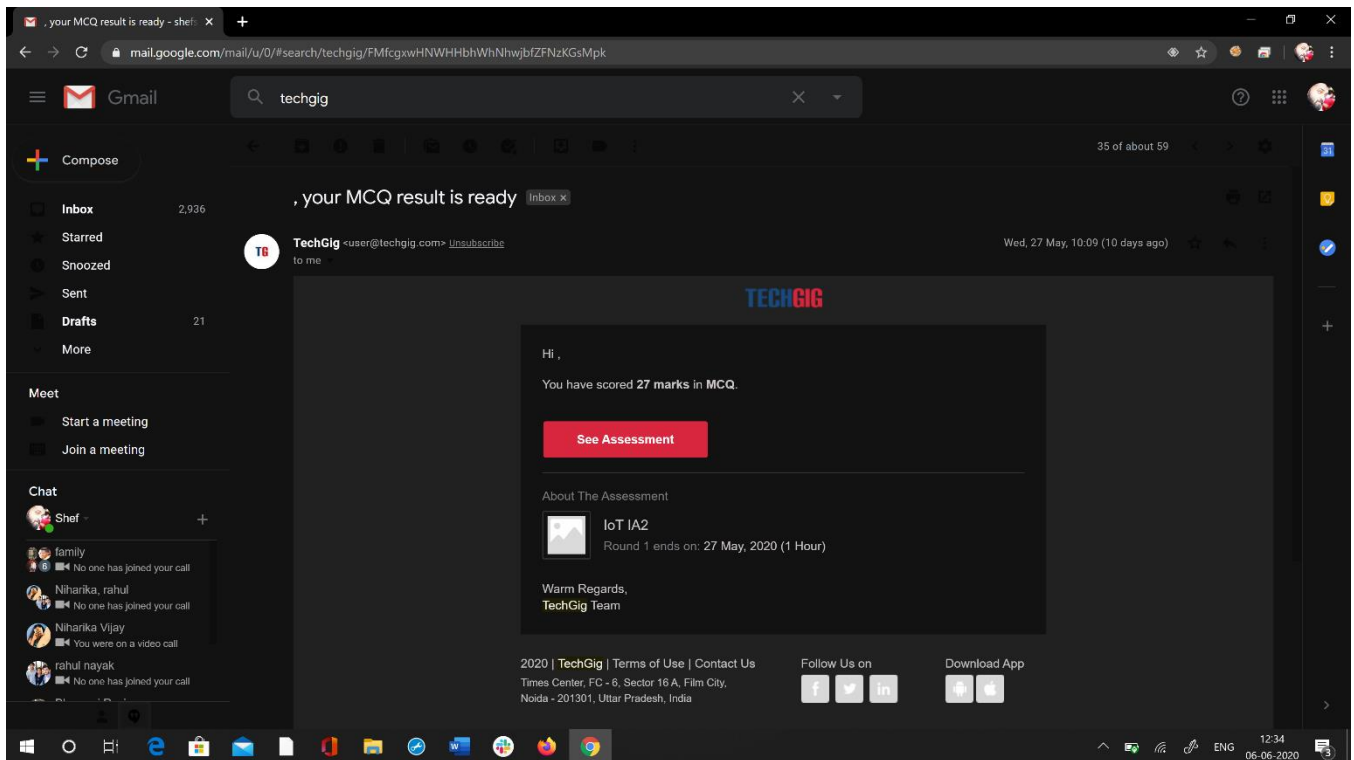 , your MCQ result is ready - shefs
mail.google.com/mail/u/0/#search/techgig/FMfcgxwHNWHHbhWhNhwjbfZFNzKGsMpk
Gmail
techgig
Compose
35 of about 59
Inbox 2,936
Starred
Snoozed
Sent
Drafts 21
More
Meet
Start a meeting
Join a meeting
Chat
Shef
family
6 No one has joined your call
Niharika, rahul
No one has joined your call
Niharika Vijay
You were on a video call
rahul nayak
No one has joined your call
, your MCQ result is ready Inbox x
TG
TechGig <user@techgig.com> Unsubscribe
Wed, 27 May, 10:09 (10 days ago)
to me
TECHGIG
Hi ,
You have scored 27 marks in MCQ.
See Assessment
About The Assessment
IoT IA2
Round 1 ends on: 27 May, 2020 (1 Hour)
Warm Regards,
TechGig Team
2020 | TechGig | Terms of Use | Contact Us
Times Center, FC - 6, Sector 16 A, Film City,
Noida - 201301, Uttar Pradesh, India
Follow Us on
Download App
31
ENG
12:34
06-06-2020
3